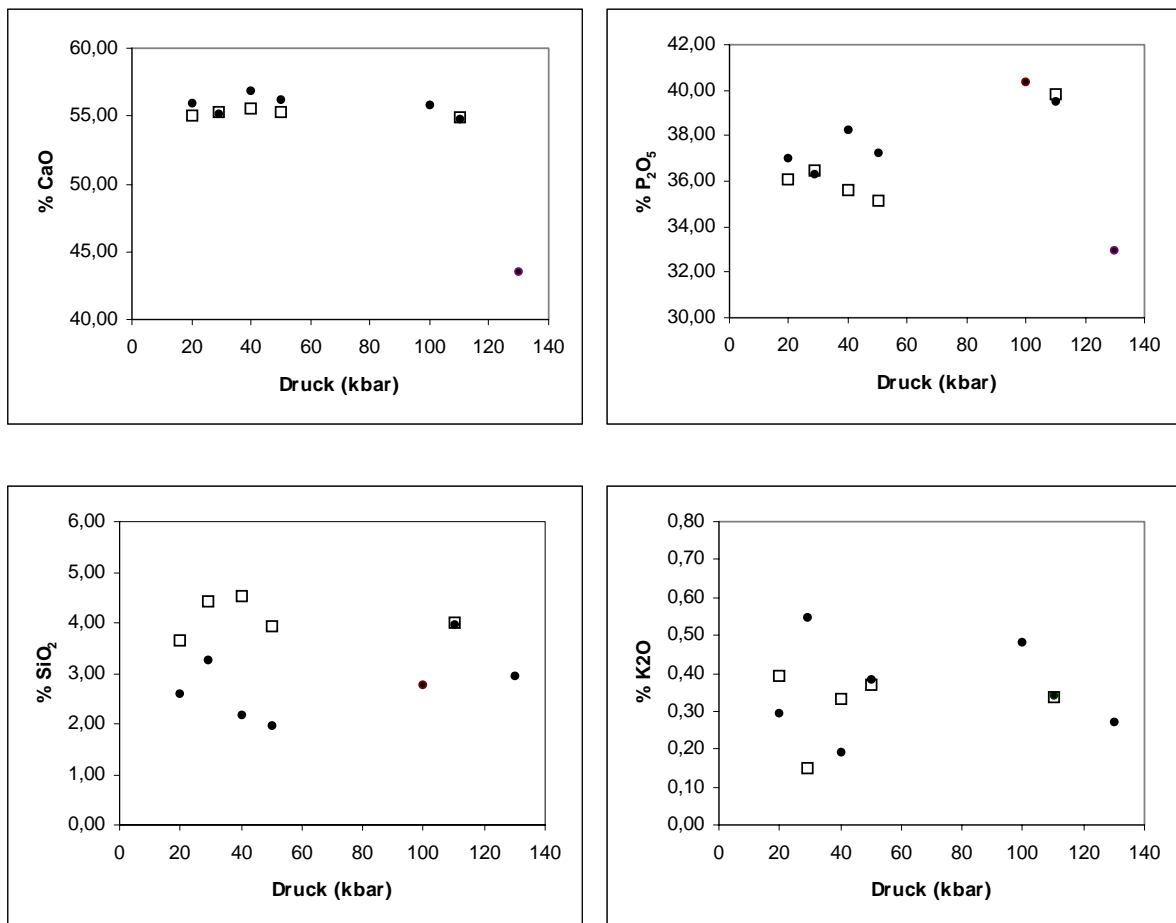 % CaO
60,00
55,00
50,00
45,00
40,00
0 20 40 60 80 100 120 140
Druck (kbar)
% P2O5
42,00
40,00
38,00
36,00
34,00
32,00
30,00
0 20 40 60 80 100 120 140
Druck (kbar)
% SiO2
6,00
5,00
4,00
3,00
2,00
1,00
0,00
0 20 40 60 80 100 120 140
Druck (kbar)
% K2O
0,80
0,70
0,60
0,50
0,40
0,30
0,20
0,10
0,00
0 20 40 60 80 100 120 140
Druck (kbar)